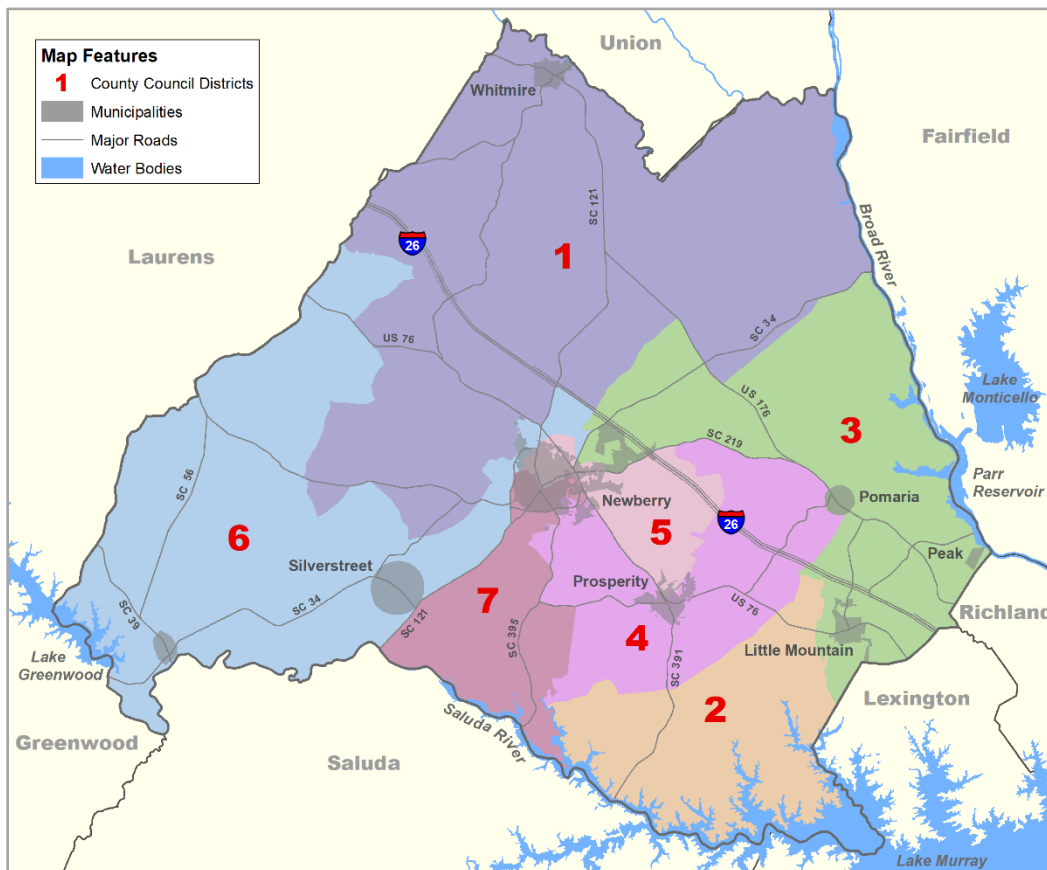 Map Features
1 County Council Districts
Municipalities
Major Roads
Water Bodies
Union
Whitmire
Fairfield
SC 121
Broad River
26
1
Laurens
US 76
SC 34
Lake
Monticello
US 176
3
SC 219
SC 56
Parr
Reservoir
Pomaria
Newberry
6
5
26
Peak
Silverstreet
Prosperity
7
SC 34
US 76
Richland
SC 39
SC 121
SC 395
4
Little Mountain
SC 391
Lake
Greenwood
2
Lexington
Saluda River
Greenwood
Saluda
Lake Murray